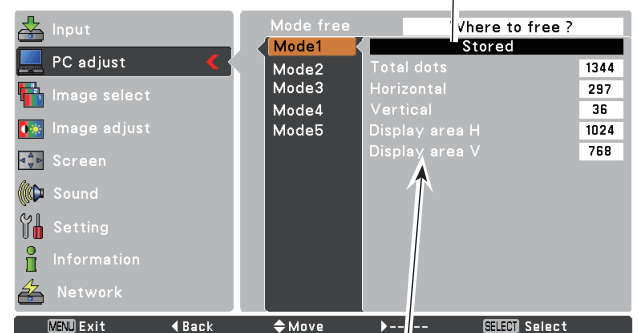 Input
PC adjust
Image select
Image adjust
Screen
Sound
Setting
Information
Network
Mode free
Where to free ?
Mode1
Mode2
Mode3
Mode4
Mode5
Stored
Total dots 1344
Horizontal 297
Vertical 36
Display area H 1024
Display area V 768
MENU Exit
Back
Move
-----
SELECT Select